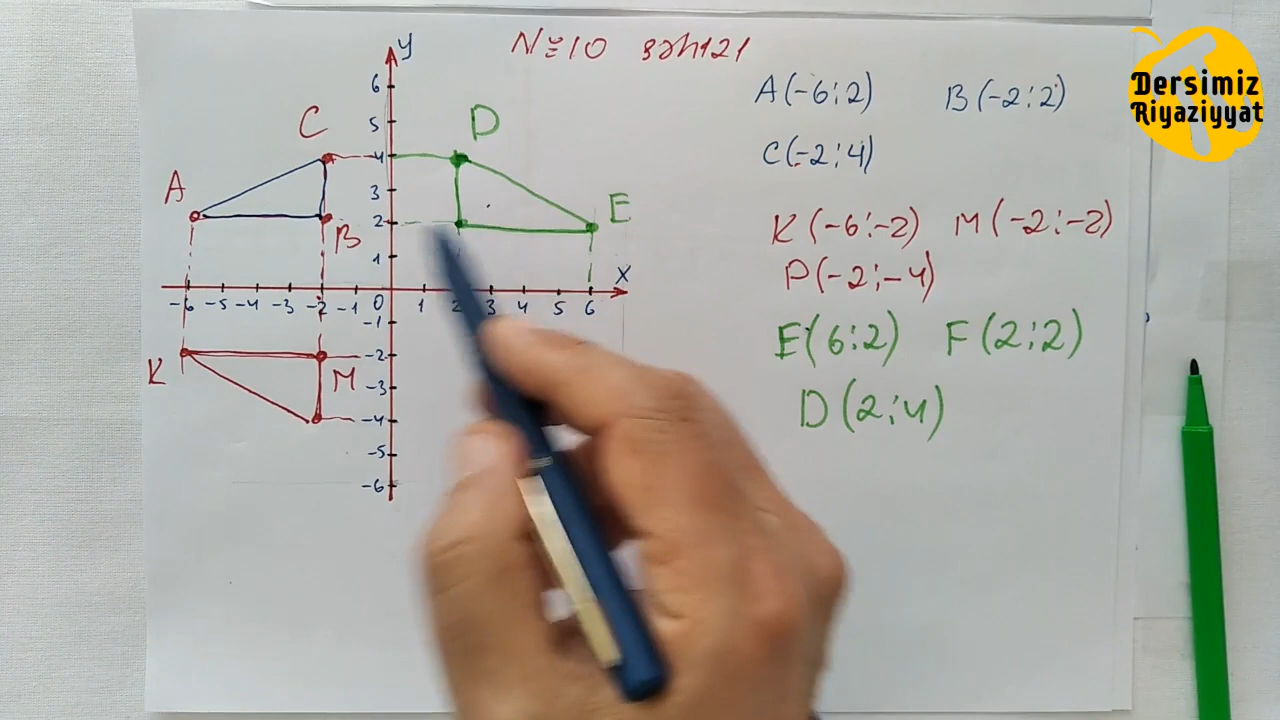 N≚10 səh121
Dersimiz
Riyaziyyat
A(-6;2) B(-2;2)
C(-2;4)
K(-6;-2) M(-2;-2)
P(-2;-4)
E(6;2) F(2;2)
D(2;4)
y
6
C
5
D
4
A
3
E
2
B
1
x
-6 -5 -4 -3 -2 -1 0 1 2 3 4 5 6
-1
-2
K
M
-3
-4
-5
-6